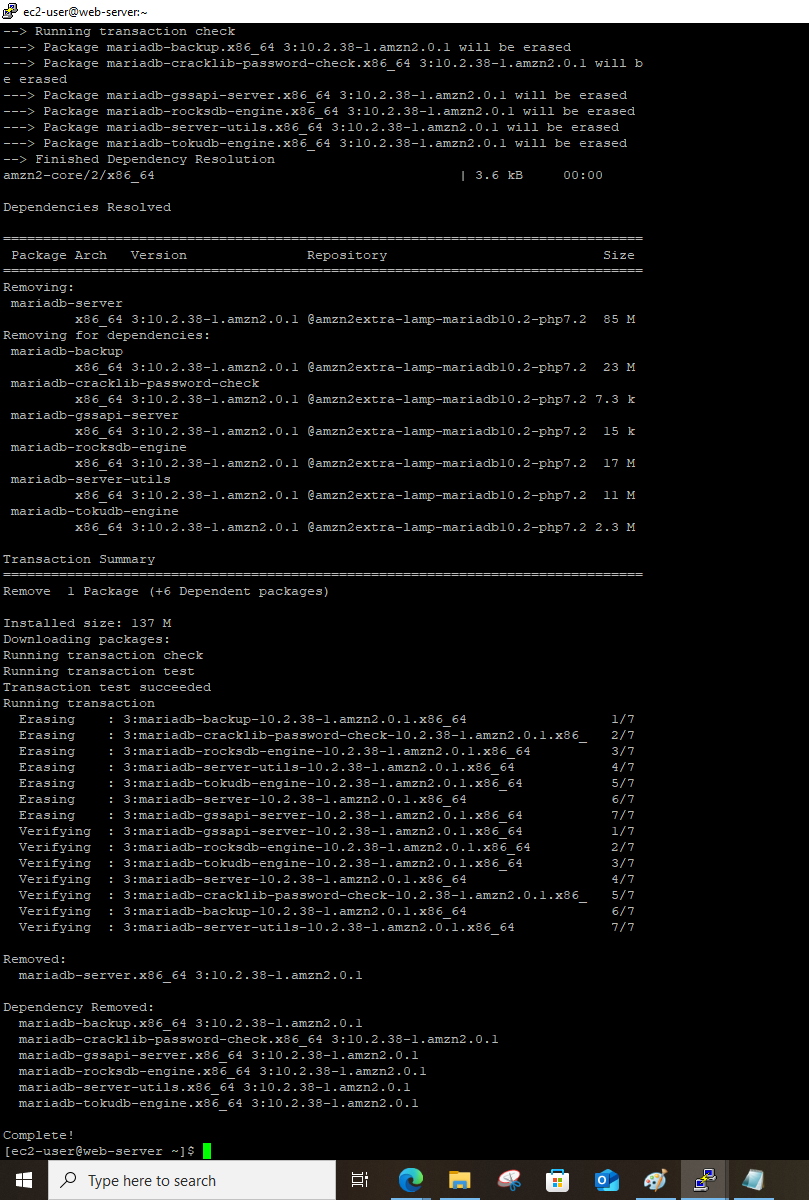 ec2-user@web-server:~
--> Running transaction check
---> Package mariadb-backup.x86_64 3:10.2.38-1.amzn2.0.1 will be erased
---> Package mariadb-cracklib-password-check.x86_64 3:10.2.38-1.amzn2.0.1 will b
e erased
---> Package mariadb-gssapi-server.x86_64 3:10.2.38-1.amzn2.0.1 will be erased
---> Package mariadb-rocksdb-engine.x86_64 3:10.2.38-1.amzn2.0.1 will be erased
---> Package mariadb-server-utils.x86_64 3:10.2.38-1.amzn2.0.1 will be erased
---> Package mariadb-tokudb-engine.x86_64 3:10.2.38-1.amzn2.0.1 will be erased
--> Finished Dependency Resolution
amzn2-core/2/x86_64                                      | 3.6 kB     00:00

Dependencies Resolved

================================================================================
 Package Arch   Version               Repository                           Size
================================================================================
Removing:
 mariadb-server
         x86_64 3:10.2.38-1.amzn2.0.1 @amzn2extra-lamp-mariadb10.2-php7.2  85 M
Removing for dependencies:
 mariadb-backup
         x86_64 3:10.2.38-1.amzn2.0.1 @amzn2extra-lamp-mariadb10.2-php7.2  23 M
 mariadb-cracklib-password-check
         x86_64 3:10.2.38-1.amzn2.0.1 @amzn2extra-lamp-mariadb10.2-php7.2 7.3 k
 mariadb-gssapi-server
         x86_64 3:10.2.38-1.amzn2.0.1 @amzn2extra-lamp-mariadb10.2-php7.2  15 k
 mariadb-rocksdb-engine
         x86_64 3:10.2.38-1.amzn2.0.1 @amzn2extra-lamp-mariadb10.2-php7.2  17 M
 mariadb-server-utils
         x86_64 3:10.2.38-1.amzn2.0.1 @amzn2extra-lamp-mariadb10.2-php7.2  11 M
 mariadb-tokudb-engine
         x86_64 3:10.2.38-1.amzn2.0.1 @amzn2extra-lamp-mariadb10.2-php7.2 2.3 M

Transaction Summary
================================================================================
Remove  1 Package (+6 Dependent packages)

Installed size: 137 M
Downloading packages:
Running transaction check
Running transaction test
Transaction test succeeded
Running transaction
  Erasing    : 3:mariadb-backup-10.2.38-1.amzn2.0.1.x86_64                  1/7
  Erasing    : 3:mariadb-cracklib-password-check-10.2.38-1.amzn2.0.1.x86_   2/7
  Erasing    : 3:mariadb-rocksdb-engine-10.2.38-1.amzn2.0.1.x86_64          3/7
  Erasing    : 3:mariadb-server-utils-10.2.38-1.amzn2.0.1.x86_64            4/7
  Erasing    : 3:mariadb-tokudb-engine-10.2.38-1.amzn2.0.1.x86_64           5/7
  Erasing    : 3:mariadb-server-10.2.38-1.amzn2.0.1.x86_64                  6/7
  Erasing    : 3:mariadb-gssapi-server-10.2.38-1.amzn2.0.1.x86_64           7/7
  Verifying  : 3:mariadb-gssapi-server-10.2.38-1.amzn2.0.1.x86_64           1/7
  Verifying  : 3:mariadb-rocksdb-engine-10.2.38-1.amzn2.0.1.x86_64          2/7
  Verifying  : 3:mariadb-tokudb-engine-10.2.38-1.amzn2.0.1.x86_64           3/7
  Verifying  : 3:mariadb-server-10.2.38-1.amzn2.0.1.x86_64                  4/7
  Verifying  : 3:mariadb-cracklib-password-check-10.2.38-1.amzn2.0.1.x86_   5/7
  Verifying  : 3:mariadb-backup-10.2.38-1.amzn2.0.1.x86_64                  6/7
  Verifying  : 3:mariadb-server-utils-10.2.38-1.amzn2.0.1.x86_64            7/7

Removed:
  mariadb-server.x86_64 3:10.2.38-1.amzn2.0.1

Dependency Removed:
  mariadb-backup.x86_64 3:10.2.38-1.amzn2.0.1
  mariadb-cracklib-password-check.x86_64 3:10.2.38-1.amzn2.0.1
  mariadb-gssapi-server.x86_64 3:10.2.38-1.amzn2.0.1
  mariadb-rocksdb-engine.x86_64 3:10.2.38-1.amzn2.0.1
  mariadb-server-utils.x86_64 3:10.2.38-1.amzn2.0.1
  mariadb-tokudb-engine.x86_64 3:10.2.38-1.amzn2.0.1

Complete!
[ec2-user@web-server ~]$
Type here to search